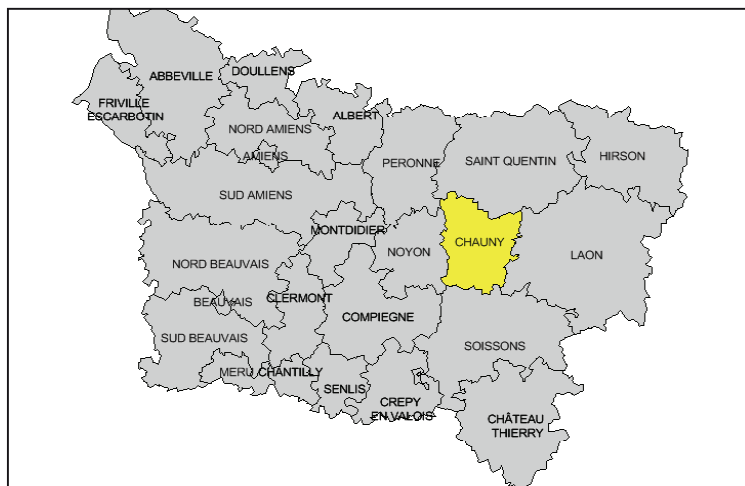 DOULLENS
ABBEVILLE
FRIVILLE
ESCARBOTIN
ALBERT
NORD AMIENS
AMIENS
PERONNE
SAINT QUENTIN
HIRSON
SUD AMIENS
MONTDIDIER
NOYON
CHAUNY
LAON
NORD BEAUVAIS
BEAUVAIS
CLERMONT
COMPIEGNE
SUD BEAUVAIS
SOISSONS
MERU
CHANTILLY
SENLIS
CREPY
EN VALOIS
CHÂTEAU
THIERRY